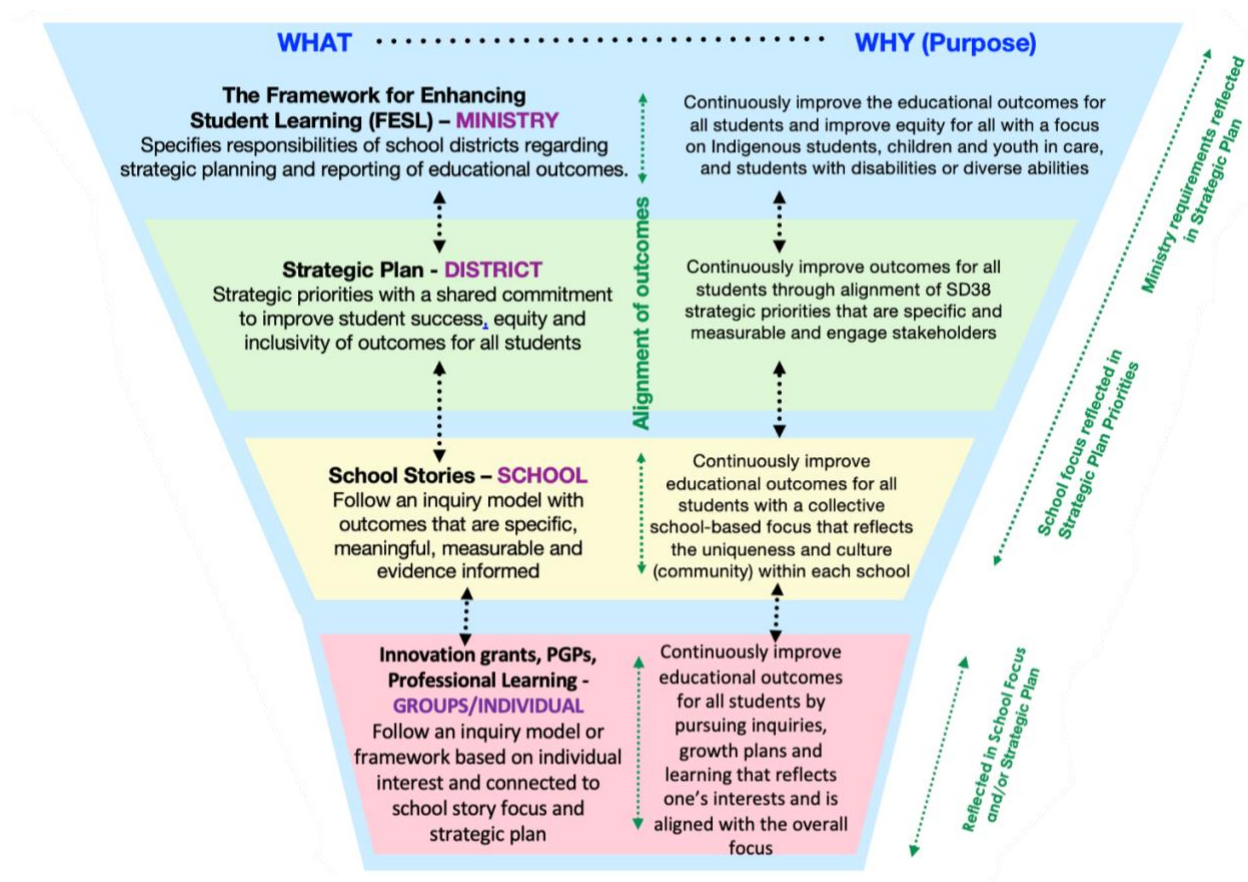 WHAT
WHY (Purpose)
The Framework for Enhancing
Student Learning (FESL) – MINISTRY
Specifies responsibilities of school districts regarding
strategic planning and reporting of educational outcomes.
Continuously improve the educational outcomes for
all students and improve equity for all with a focus
on Indigenous students, children and youth in care,
and students with disabilities or diverse abilities
Strategic Plan - DISTRICT
Strategic priorities with a shared commitment
to improve student success, equity and
inclusivity of outcomes for all students
Alignment of outcomes
Continuously improve outcomes for all
students through alignment of SD38
strategic priorities that are specific and
measurable and engage stakeholders
School Stories – SCHOOL
Follow an inquiry model with
outcomes that are specific,
meaningful, measurable and
evidence informed
Continuously improve
educational outcomes for all
students with a collective
school-based focus that reflects
the uniqueness and culture
(community) within each school
Innovation grants, PGPs,
Professional Learning -
GROUPS/INDIVIDUAL
Follow an inquiry model or
framework based on individual
interest and connected to
school story focus and
strategic plan
Continuously improve
educational outcomes
for all students by
pursuing inquiries,
growth plans and
learning that reflects
one's interests and is
aligned with the overall
focus
Ministry requirements reflected
in Strategic Plan
School focus reflected in
Strategic Plan Priorities
Reflected in School Focus
and/or Strategic Plan